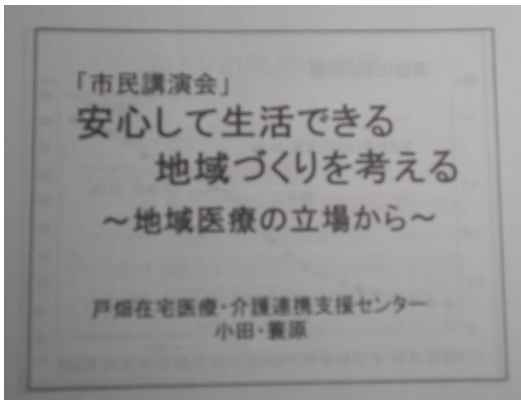 「市民講演会」
安心して生活できる
地域づくりを考える
～地域医療の立場から～
戸畑在宅医療・介護連携支援センター
小田・簑原